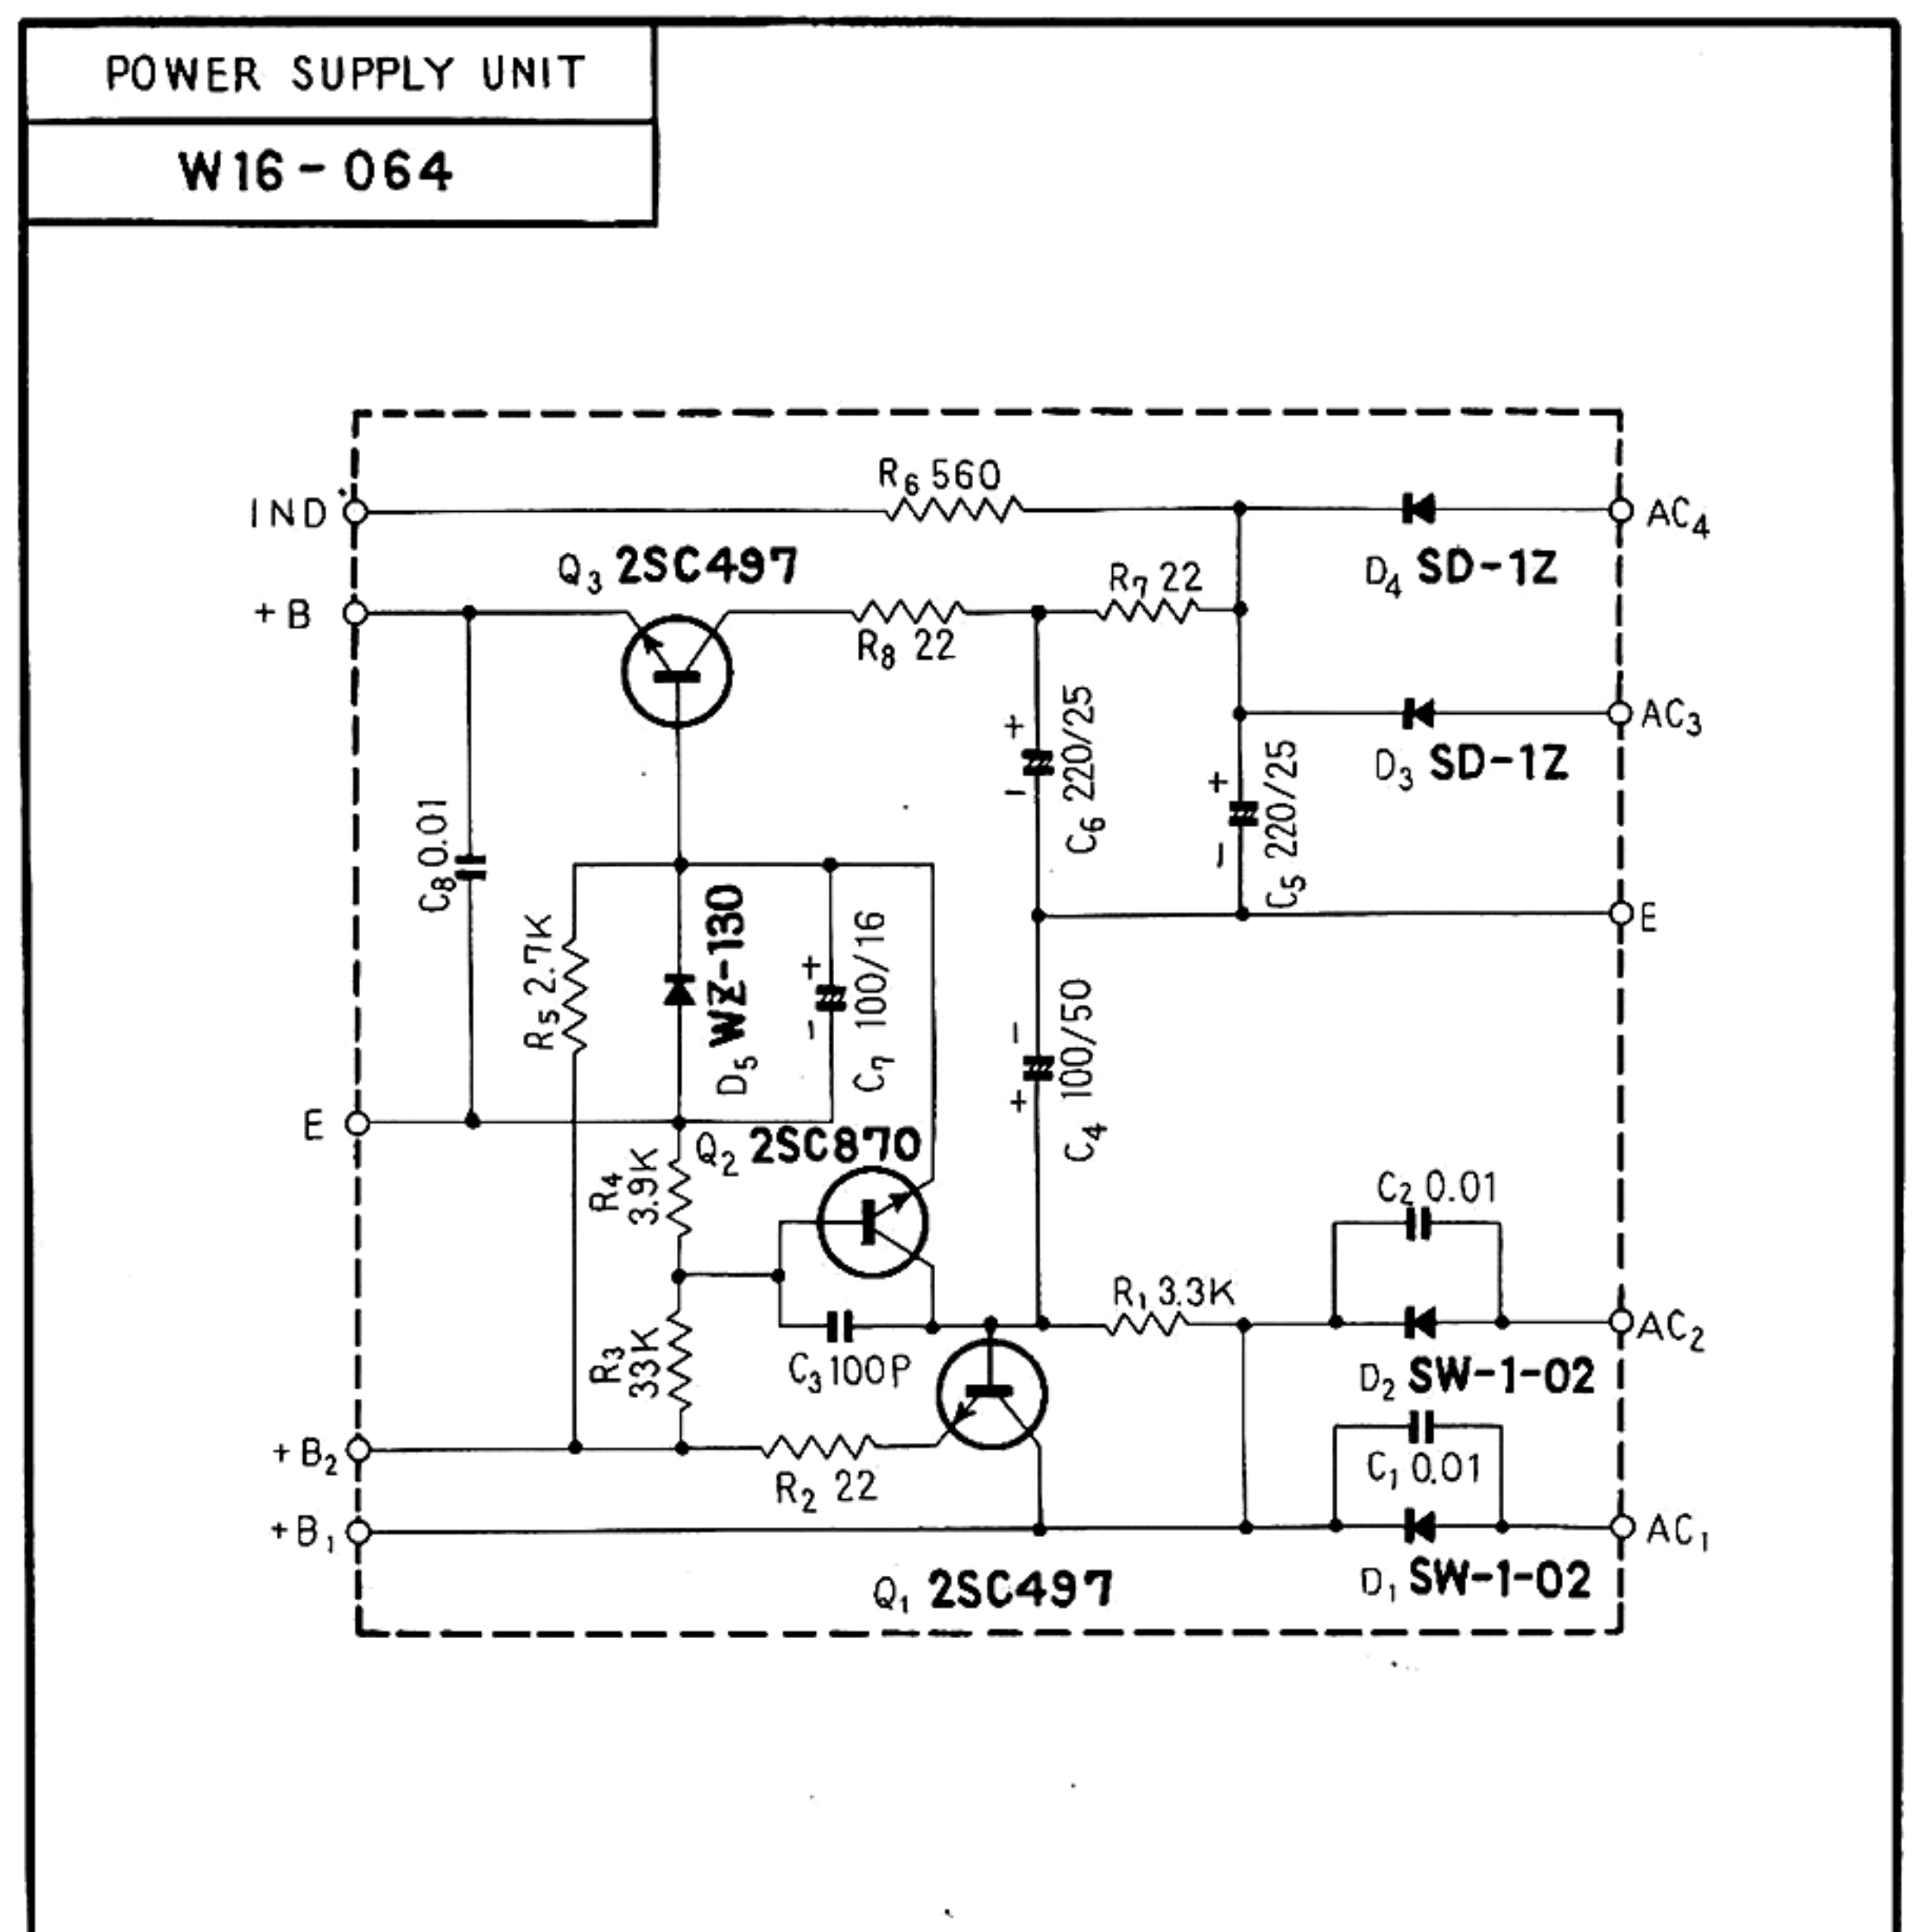 POWER SUPPLY UNIT
W16-064
R6 560
IND
AC4
Q3 2SC497
R7 22
D4 SD-1Z
+B
R8 22
+ - C6 220/25
AC3
D3 SD-1Z
+ - C5 220/25
C8 0.01
R5 2.7K
D5 WZ-130
+ - C7 100/16
E
- + C4 100/50
E
Q2 2SC870
R4 3.9K
C2 0.01
R1 3.3K
AC2
R3 33K
C3 100P
D2 SW-1-02
+B2
R2 22
C1 0.01
+B1
AC1
Q1 2SC497
D1 SW-1-02